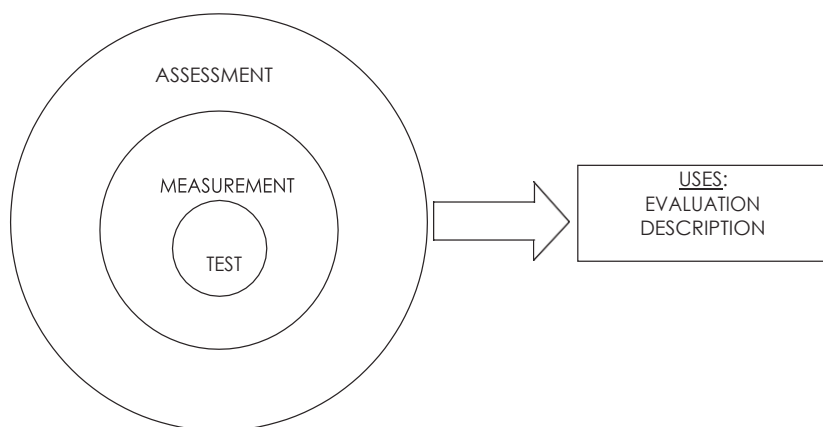 ASSESSMENT
MEASUREMENT
TEST
USES:
EVALUATION
DESCRIPTION